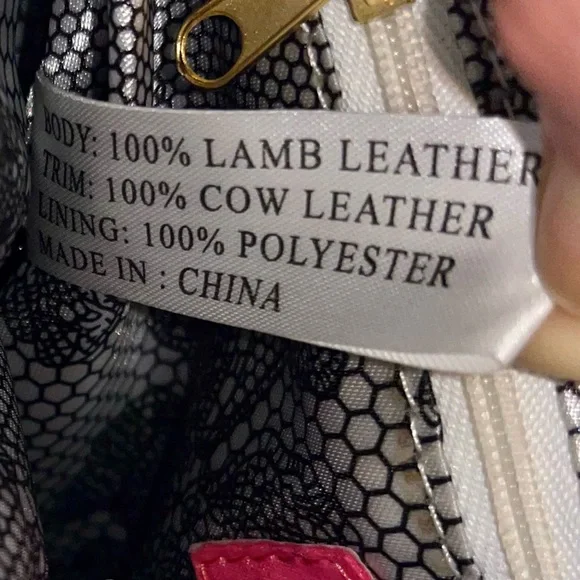 BODY: 100% LAMB LEATHER
TRIM: 100% COW LEATHER
LINING: 100% POLYESTER
MADE IN : CHINA